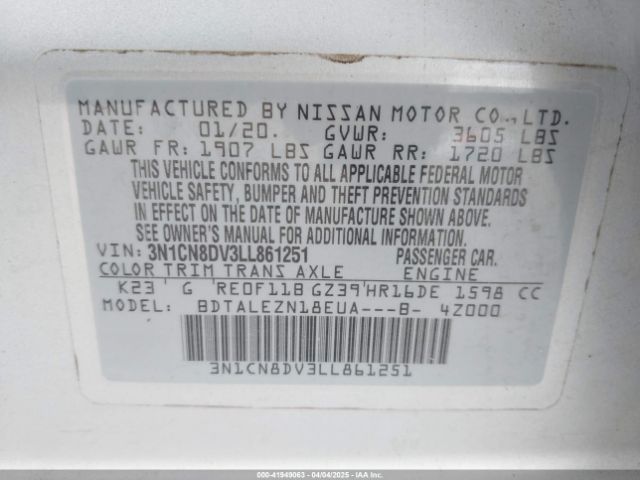 MANUFACTURED BY NISSAN MOTOR CO., LTD.
DATE: 01/20. GVWR: 3605 LBS
GAWR FR: 1907 LBS GAWR RR: 1720 LBS
THIS VEHICLE CONFORMS TO ALL APPLICABLE FEDERAL MOTOR
VEHICLE SAFETY, BUMPER AND THEFT PREVENTION STANDARDS
IN EFFECT ON THE DATE OF MANUFACTURE SHOWN ABOVE.
SEE OWNER'S MANUAL FOR ADDITIONAL INFORMATION.
VIN: 3N1CN8DV3LL861251 PASSENGER CAR.
COLOR TRIM TRANS AXLE ENGINE
K23 G RE0F11B GZ39 HR16DE 1598 CC
MODEL: BDTALEZN18EUA---B- 4Z000
3N1CN8DV3LL861251
000-41949063 - 04/04/2025 - IAAI.COM